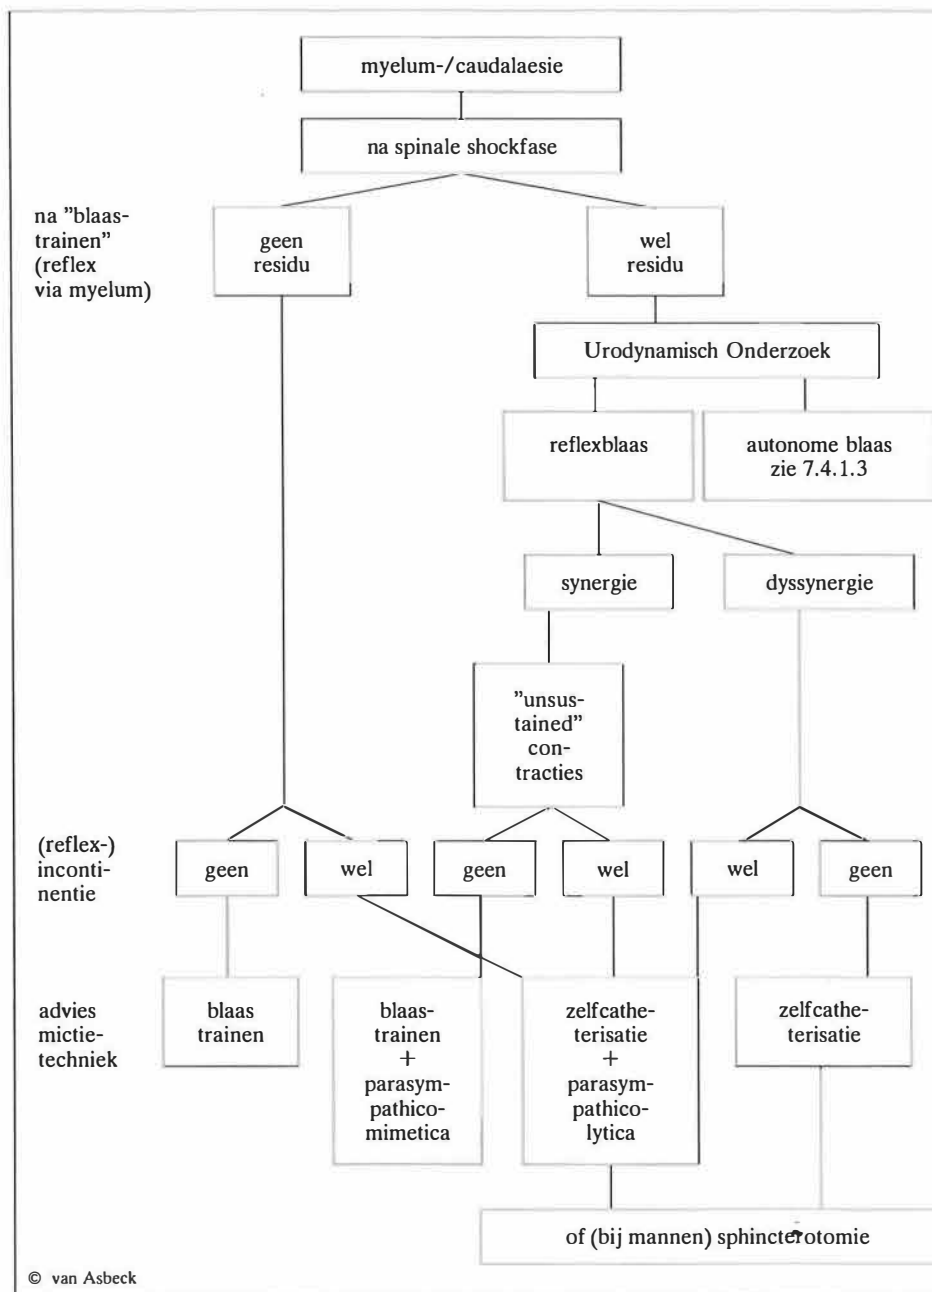 myelum-/caudalaesie
na spinale shockfase
na "blaas-
trainen"
(reflex
via myelum)
geen
residu
wel
residu
Urodynamisch Onderzoek
reflexblaas
autonome blaas
zie 7.4.1.3
synergie
dyssynergie
"unsus-
tained"
con-
tracties
(reflex-)
inconti-
nentie
geen
wel
geen
wel
wel
geen
advies
mictie-
techniek
blaas
trainen
blaas-
trainen
+
parasym-
pathico-
mimetica
zelfcathe-
terisatie
+
parasym-
pathico-
lytica
zelfcathe-
terisatie
of (bij mannen) sphincterotomie
© van Asbeck